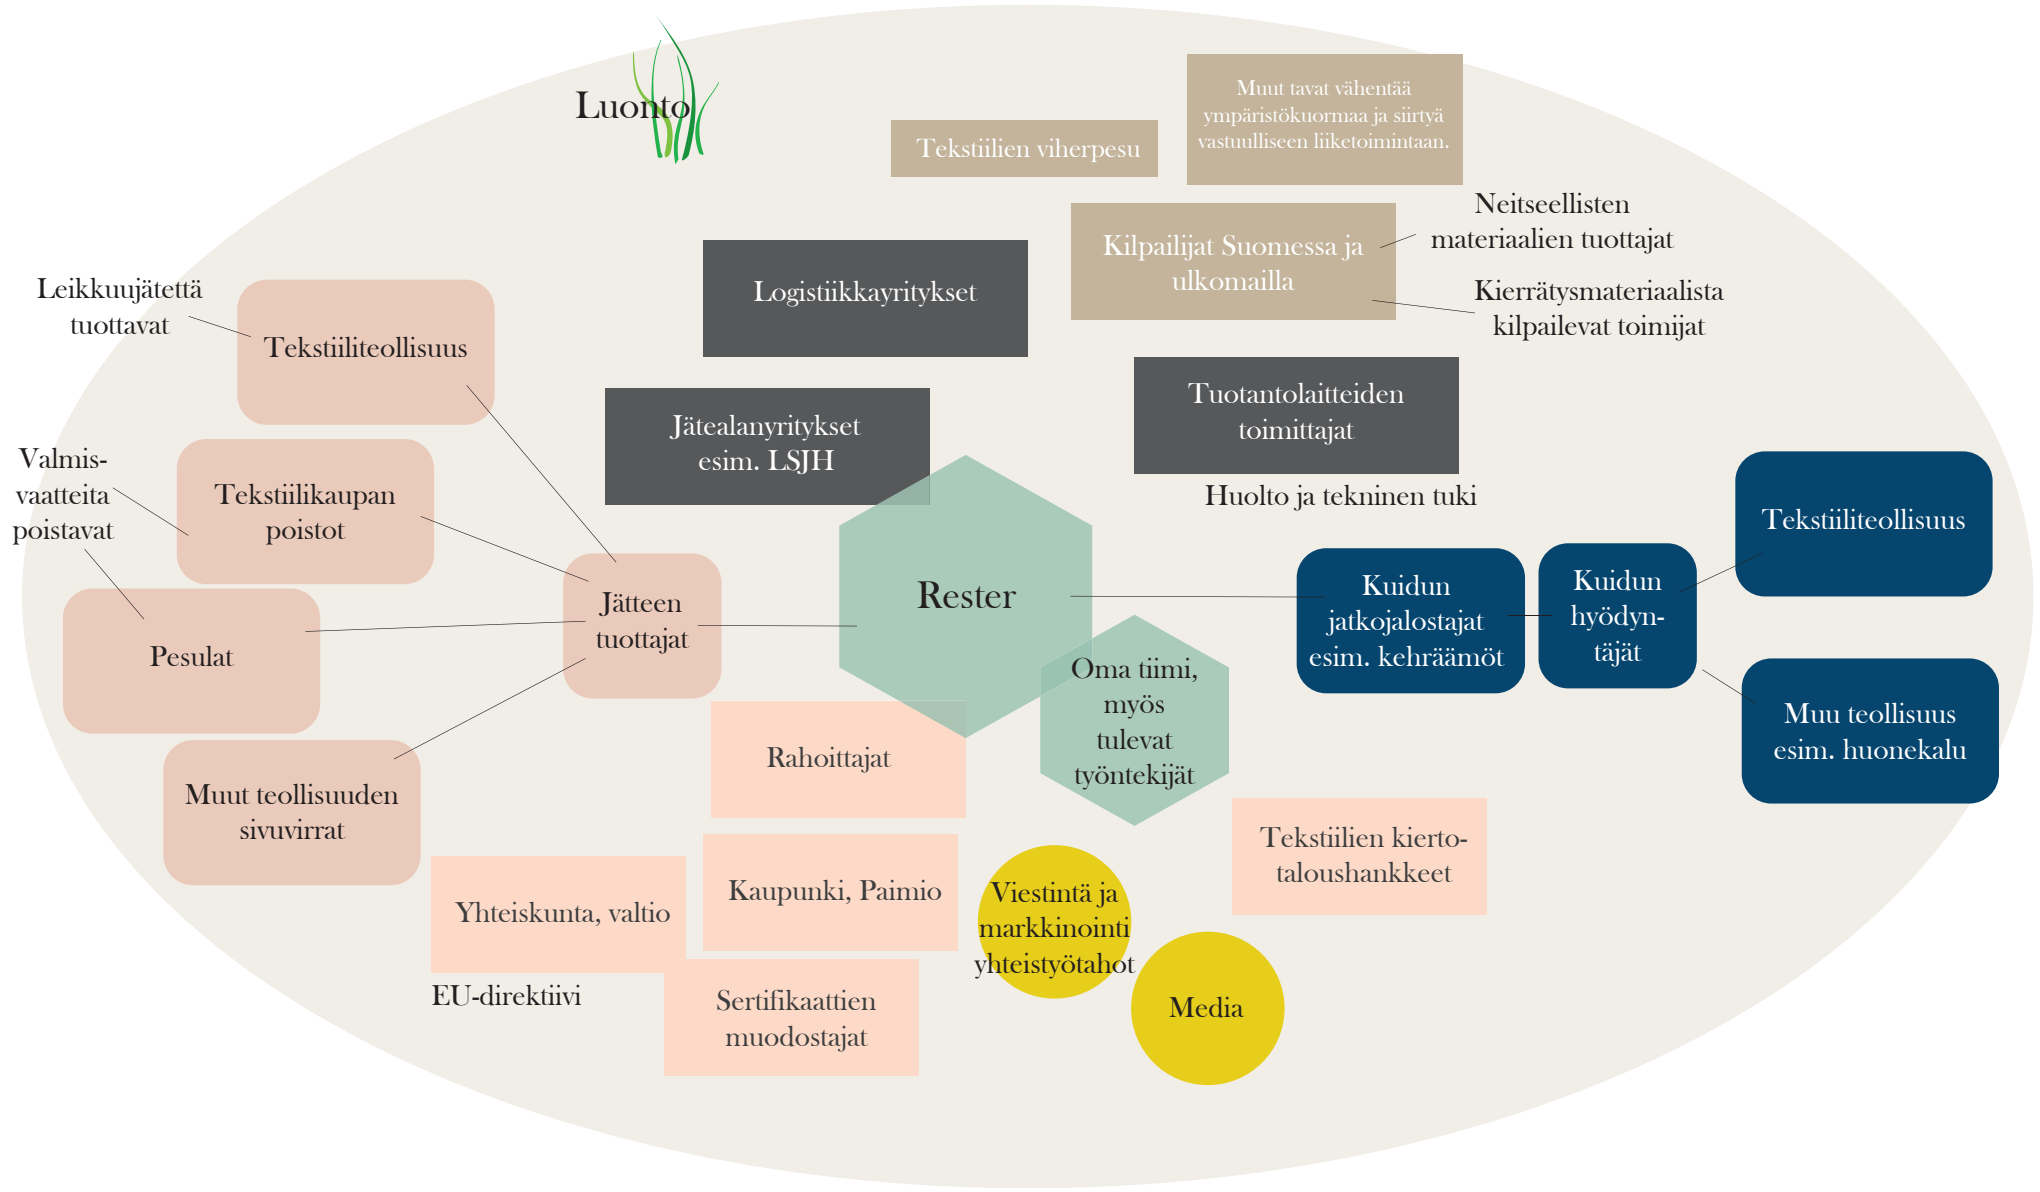 Luonto
Muut tavat vähentää
ympäristökuormaa ja siirtyä
vastuulliseen liiketoimintaan.
Tekstiilien viherpesu
Neitseellisten
materiaalien tuottajat
Kilpailijat Suomessa ja
ulkomailla
Kierrätysmateriaalista
kilpailevat toimijat
Logistiikkayritykset
Leikkuujätettä
tuottavat
Tekstiiliteollisuus
Tuotantolaitteiden
toimittajat
Huolto ja tekninen tuki
Jätealanyritykset
esim. LSJH
Valmis-
vaatteita
poistavat
Tekstiilikaupan
poistot
Pesulat
Muut teollisuuden
sivuvirrat
Jätteen
tuottajat
Rester
Oma tiimi,
myös
tulevat
työntekijät
Kuidun
jatkojalostajat
esim. kehräämöt
Kuidun
hyödyn-
täjät
Tekstiiliteollisuus
Muu teollisuus
esim. huonekalu
Rahoittajat
Tekstiilien kierto-
taloushankkeet
Kaupunki, Paimio
Yhteiskunta, valtio
EU-direktiivi
Sertifikaattien
muodostajat
Viestintä ja
markkinointi
yhteistyötahot
Media